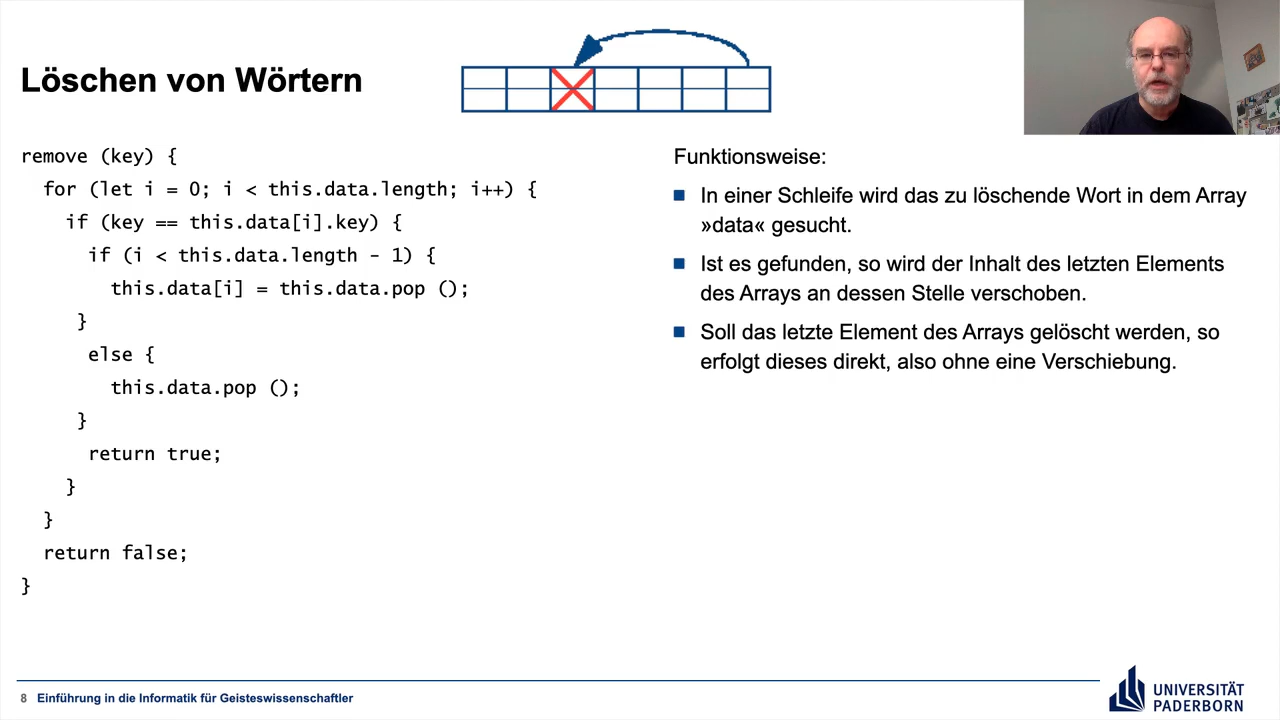 Löschen von Wörtern
remove (key) {
for (let i = 0; i < this.data.length; i++) {
if (key == this.data[i].key) {
if (i < this.data.length - 1) {
this.data[i] = this.data.pop ();
}
else {
this.data.pop ();
}
return true;
}
}
return false;
}
Funktionsweise:
In einer Schleife wird das zu löschende Wort in dem Array
»data« gesucht.
Ist es gefunden, so wird der Inhalt des letzten Elements
des Arrays an dessen Stelle verschoben.
Soll das letzte Element des Arrays gelöscht werden, so
erfolgt dieses direkt, also ohne eine Verschiebung.
8 Einführung in die Informatik für Geisteswissenschaftler
UNIVERSITÄT
PADERBORN